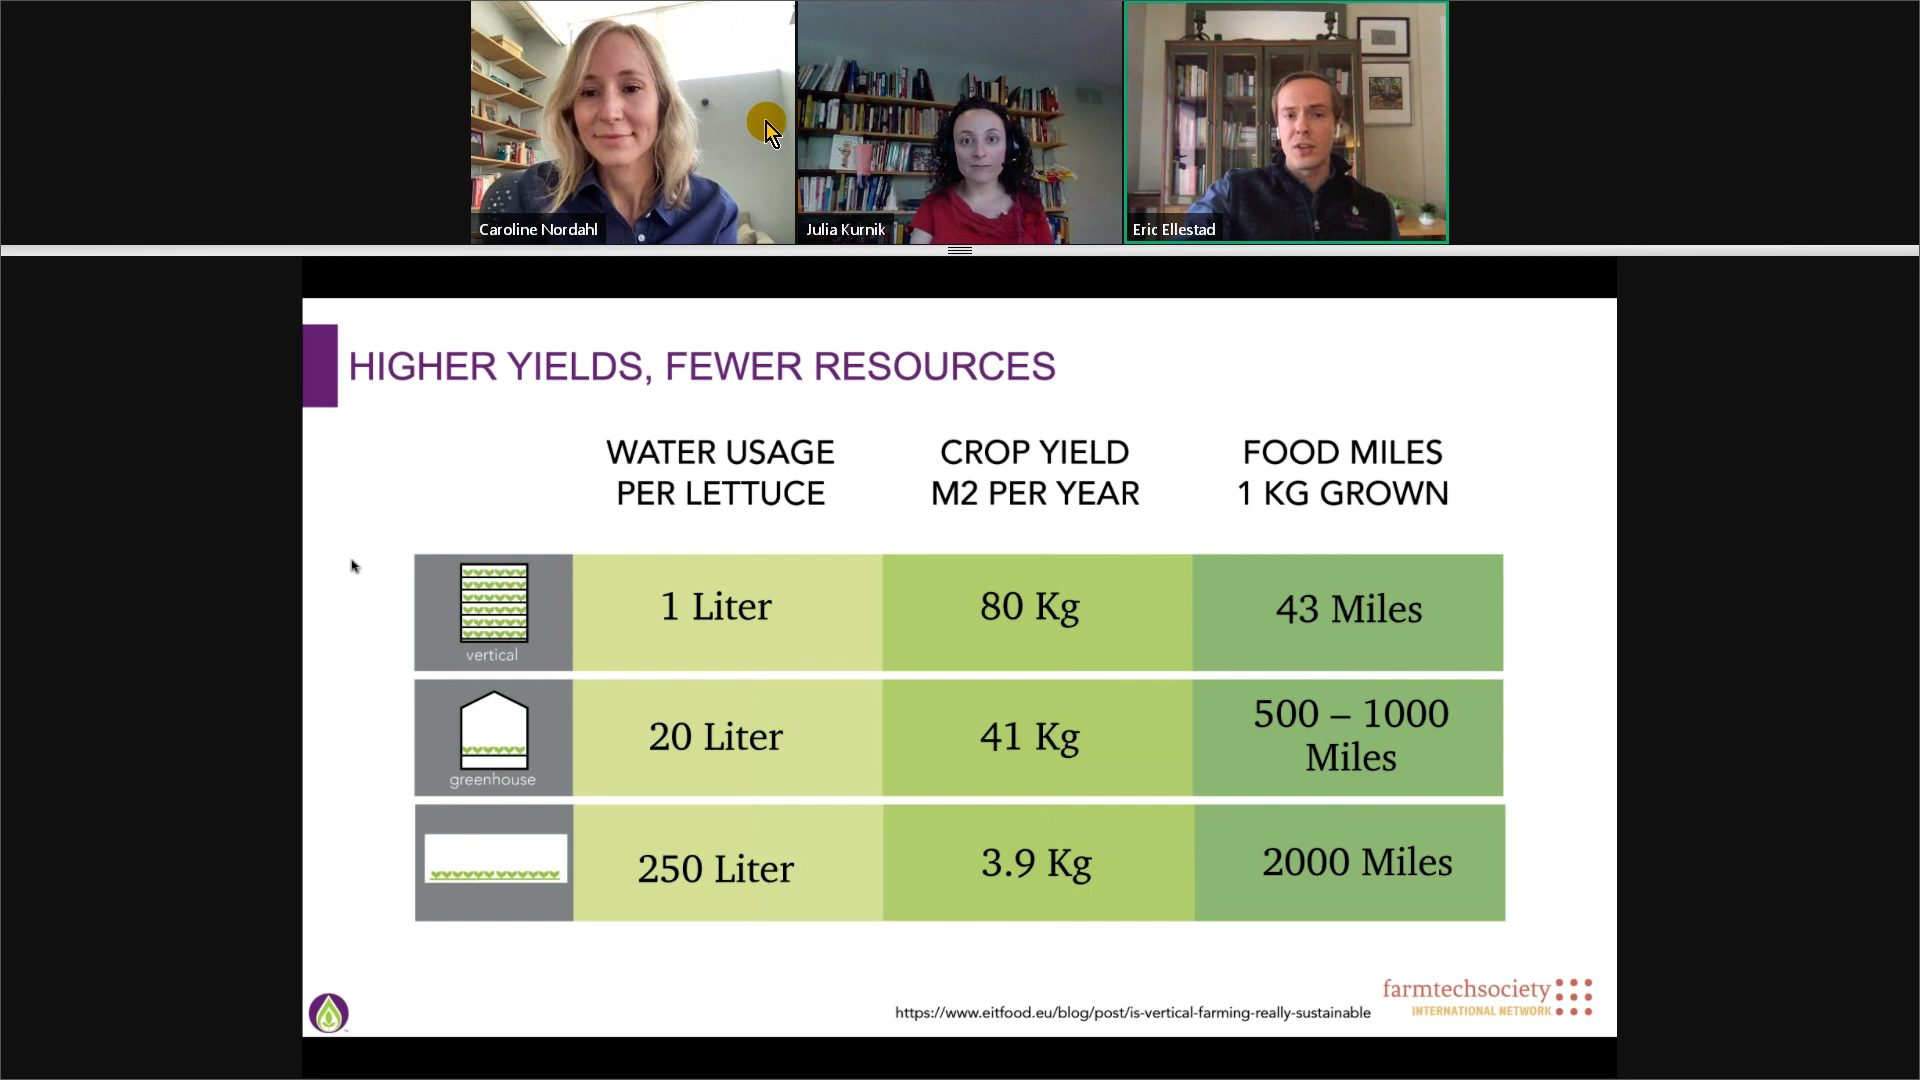 Caroline Nordahl
Julia Kurnik
Eric Ellestad
HIGHER YIELDS, FEWER RESOURCES
WATER USAGE
PER LETTUCE
CROP YIELD
M2 PER YEAR
FOOD MILES
1 KG GROWN
vertical
1 Liter
80 Kg
43 Miles
greenhouse
20 Liter
41 Kg
500 – 1000
Miles
250 Liter
3.9 Kg
2000 Miles
https://www.eitfood.eu/blog/post/is-vertical-farming-really-sustainable
farmtechsociety
INTERNATIONAL NETWORK